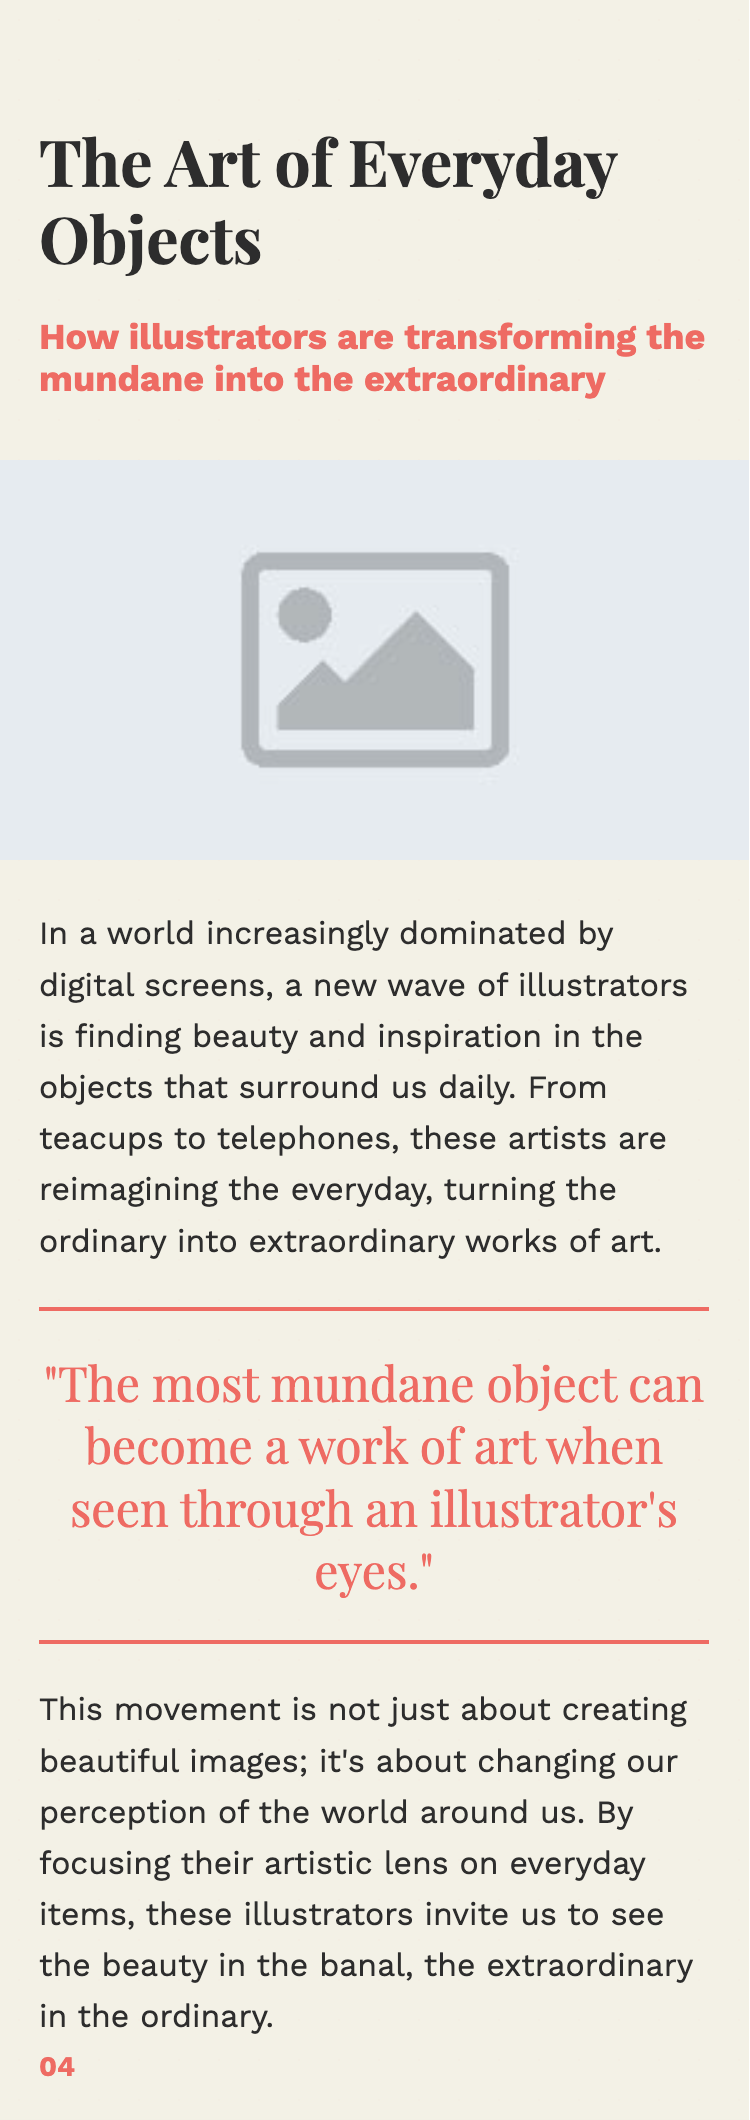 The Art of Everyday
Objects
How illustrators are transforming the
mundane into the extraordinary
In a world increasingly dominated by
digital screens, a new wave of illustrators
is finding beauty and inspiration in the
objects that surround us daily. From
teacups to telephones, these artists are
reimagining the everyday, turning the
ordinary into extraordinary works of art.
"The most mundane object can
become a work of art when
seen through an illustrator's
eyes."
This movement is not just about creating
beautiful images; it's about changing our
perception of the world around us. By
focusing their artistic lens on everyday
items, these illustrators invite us to see
the beauty in the banal, the extraordinary
in the ordinary.
04